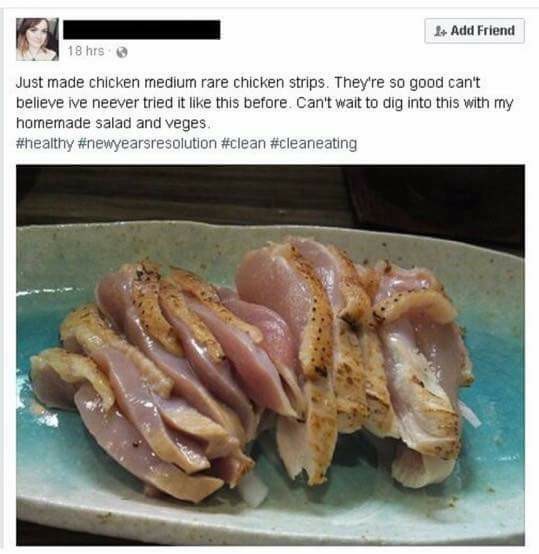 Add Friend
18 hrs ·
Just made chicken medium rare chicken strips. They're so good can't
believe ive neever tried it like this before. Can't wait to dig into this with my
homemade salad and veges.
#healthy #newyearsresolution #clean #cleaneating